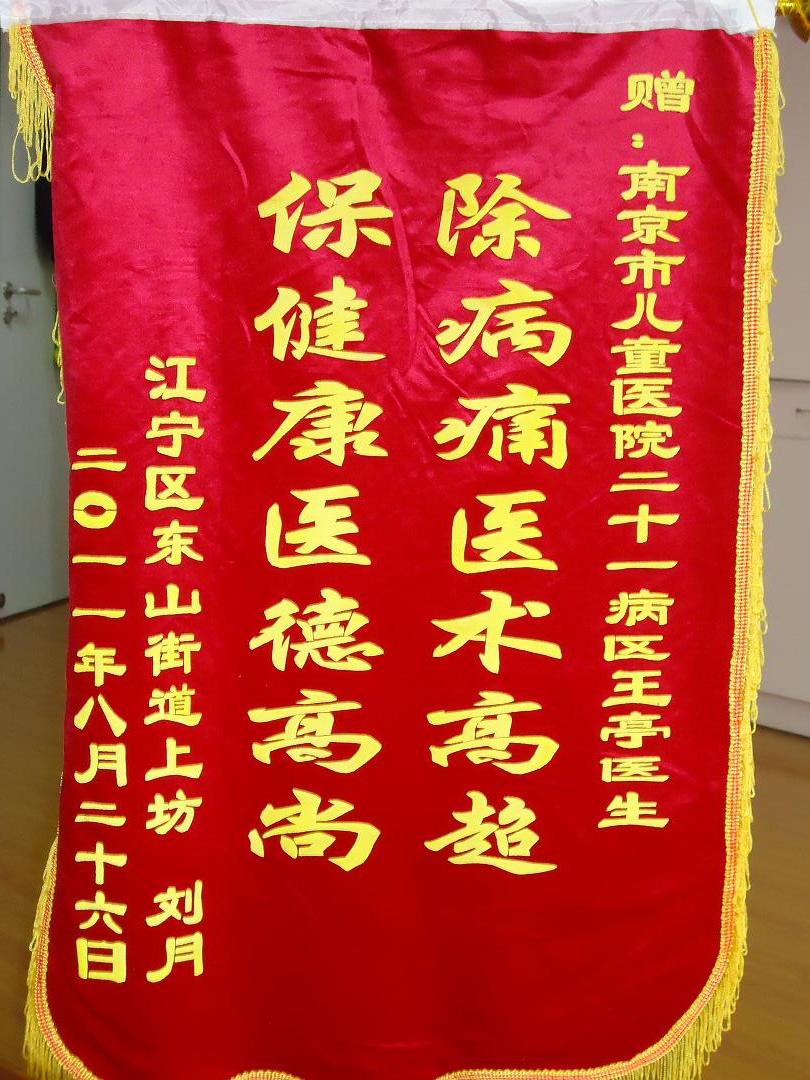 赠：南京市儿童医院二十一病区王亭医生
除病痛医术高超
保健康医德高尚
江宁区东山街道上坊 刘月
二〇一一年八月二十六日